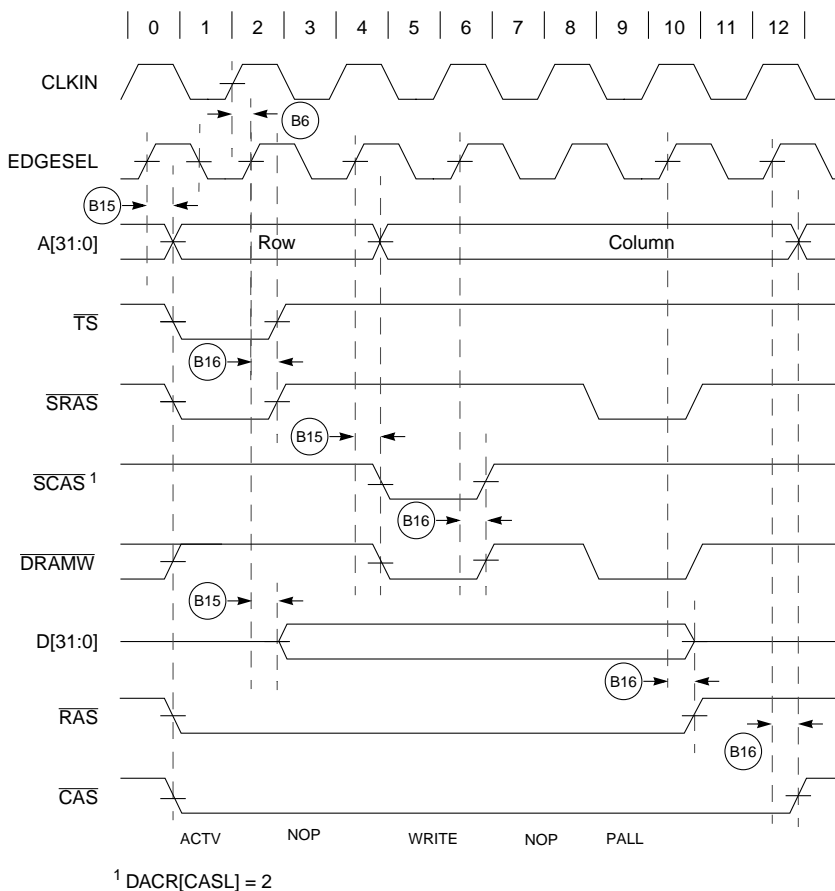 0 1 2 3 4 5 6 7 8 9 10 11 12
CLKIN
B6
EDGESEL
B15
A[31:0] Row Column
TS
B16
SRAS
B15
SCAS 1
B16
DRAMW
B15
D[31:0]
B16
RAS
B16
CAS
ACTV NOP WRITE NOP PALL
1 DACR[CASL] = 2